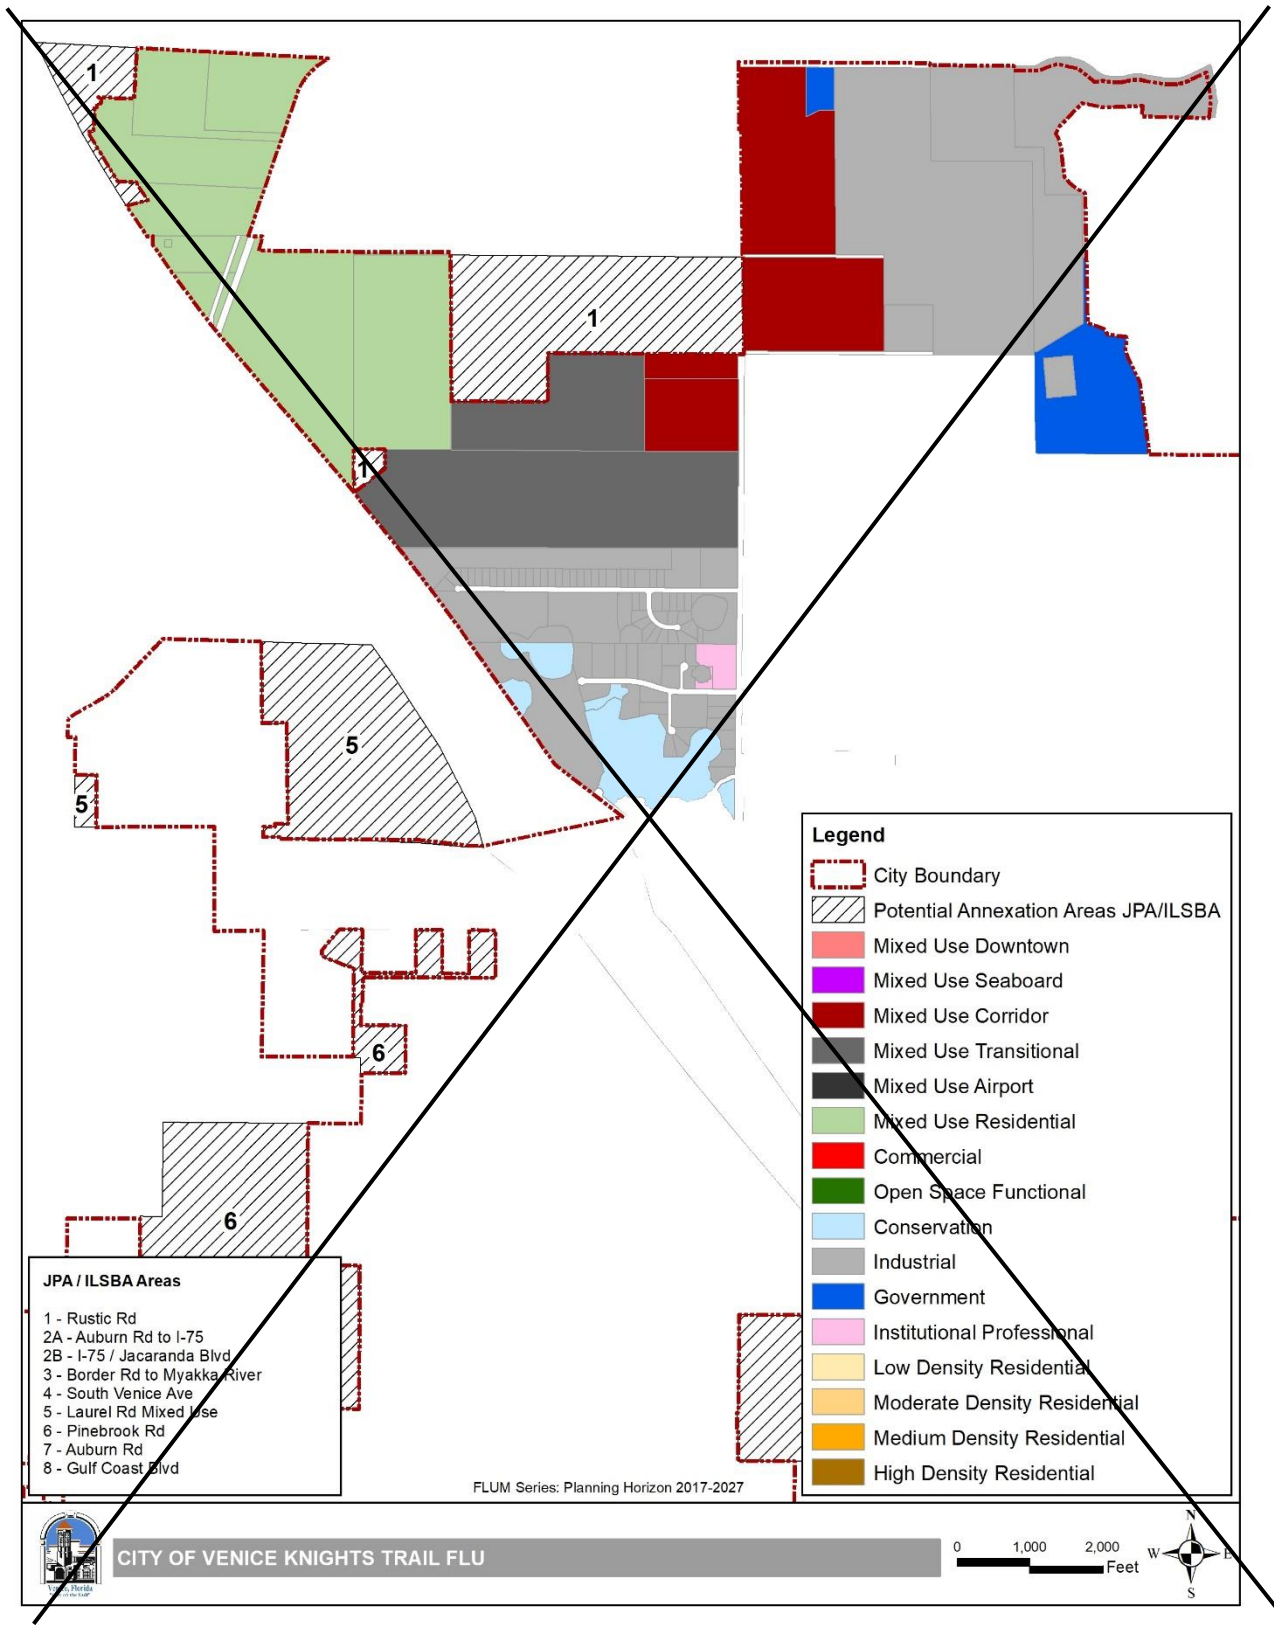 1
1
1
5
5
6
6
Legend
City Boundary
Potential Annexation Areas JPA/ILSBA
Mixed Use Downtown
Mixed Use Seaboard
Mixed Use Corridor
Mixed Use Transitional
Mixed Use Airport
Mixed Use Residential
Commercial
Open Space Functional
Conservation
Industrial
Government
Institutional Professional
Low Density Residential
Moderate Density Residential
Medium Density Residential
High Density Residential
JPA / ILSBA Areas
1 - Rustic Rd
2A - Auburn Rd to I-75
2B - I-75 / Jacaranda Blvd
3 - Border Rd to Myakka River
4 - South Venice Ave
5 - Laurel Rd Mixed Use
6 - Pinebrook Rd
7 - Auburn Rd
8 - Gulf Coast Blvd
FLUM Series: Planning Horizon 2017-2027
Venice, Florida
CITY OF VENICE KNIGHTS TRAIL FLU
0 1,000 2,000
Feet
N
W E
S